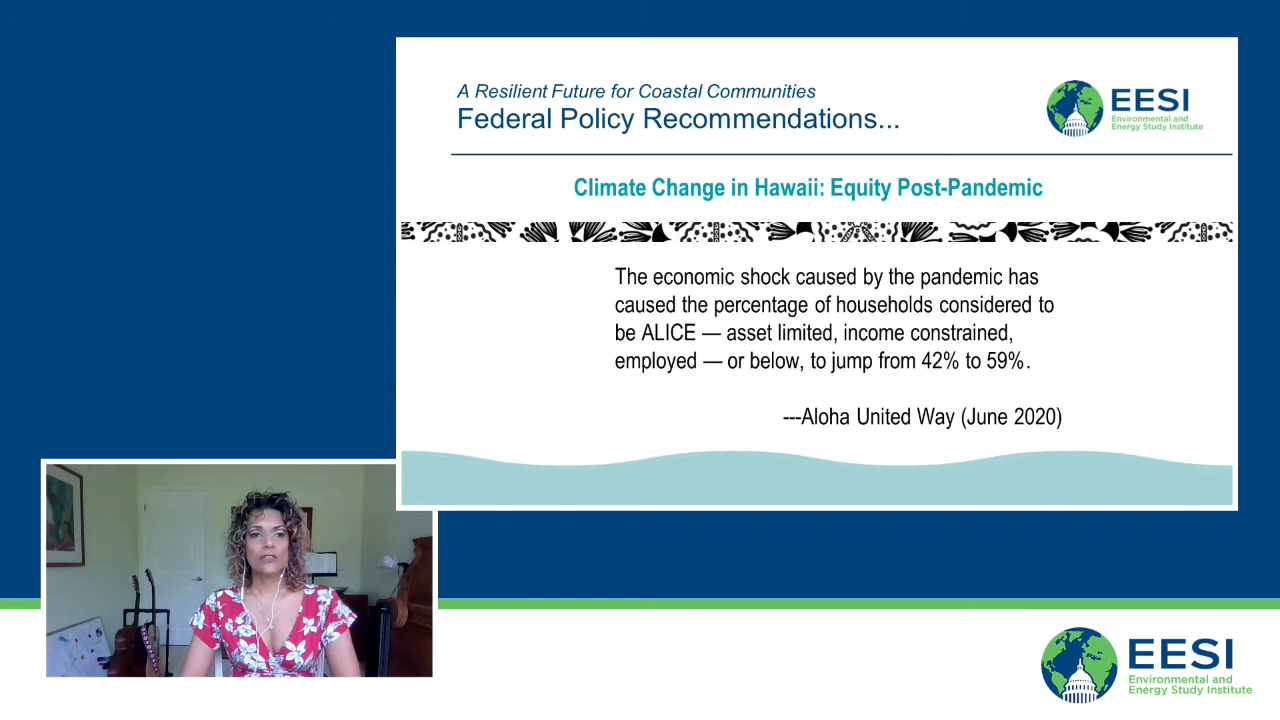 A Resilient Future for Coastal Communities
Federal Policy Recommendations...
EESI
Environmental and
Energy Study Institute
Climate Change in Hawaii: Equity Post-Pandemic
The economic shock caused by the pandemic has
caused the percentage of households considered to
be ALICE — asset limited, income constrained,
employed — or below, to jump from 42% to 59%.
---Aloha United Way (June 2020)
EESI
Environmental and
Energy Study Institute